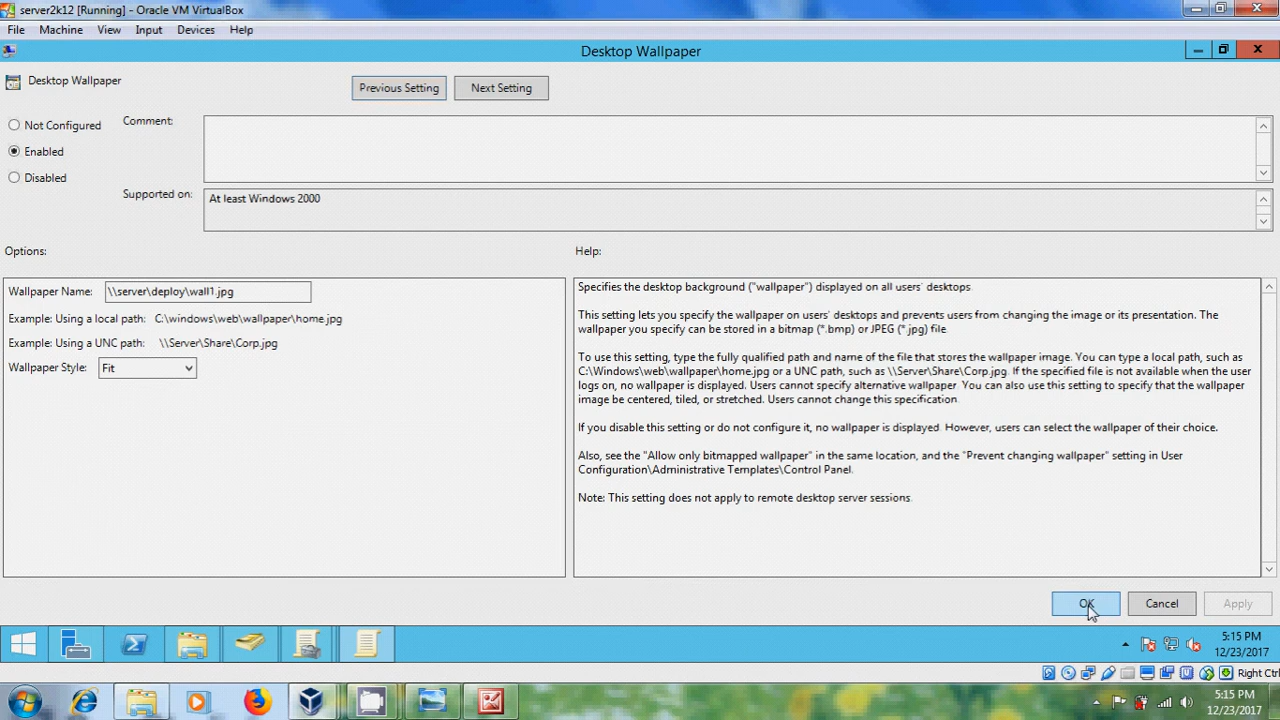 server2k12 [Running] - Oracle VM VirtualBox
File Machine View Input Devices Help
Desktop Wallpaper
Desktop Wallpaper
Previous Setting
Next Setting
Not Configured
Enabled
Disabled
Comment:
Supported on:
At least Windows 2000
Options:
Help:
Wallpaper Name: \\server\deploy\wall1.jpg
Example: Using a local path: C:\windows\web\wallpaper\home.jpg
Example: Using a UNC path: \\Server\Share\Corp.jpg
Wallpaper Style: Fit
Specifies the desktop background ("wallpaper") displayed on all users' desktops.
This setting lets you specify the wallpaper on users' desktops and prevents users from changing the image or its presentation. The
wallpaper you specify can be stored in a bitmap (*.bmp) or JPEG (*.jpg) file.
To use this setting, type the fully qualified path and name of the file that stores the wallpaper image. You can type a local path, such as
C:\Windows\web\wallpaper\home.jpg or a UNC path, such as \\Server\Share\Corp.jpg. If the specified file is not available when the user
logs on, no wallpaper is displayed. Users cannot specify alternative wallpaper. You can also use this setting to specify that the wallpaper
image be centered, tiled, or stretched. Users cannot change this specification.
If you disable this setting or do not configure it, no wallpaper is displayed. However, users can select the wallpaper of their choice.
Also, see the "Allow only bitmapped wallpaper" in the same location, and the "Prevent changing wallpaper" setting in User
Configuration\Administrative Templates\Control Panel.
Note: This setting does not apply to remote desktop server sessions.
OK
Cancel
Apply
5:15 PM
12/23/2017
Right Ctrl
5:15 PM
12/23/2017